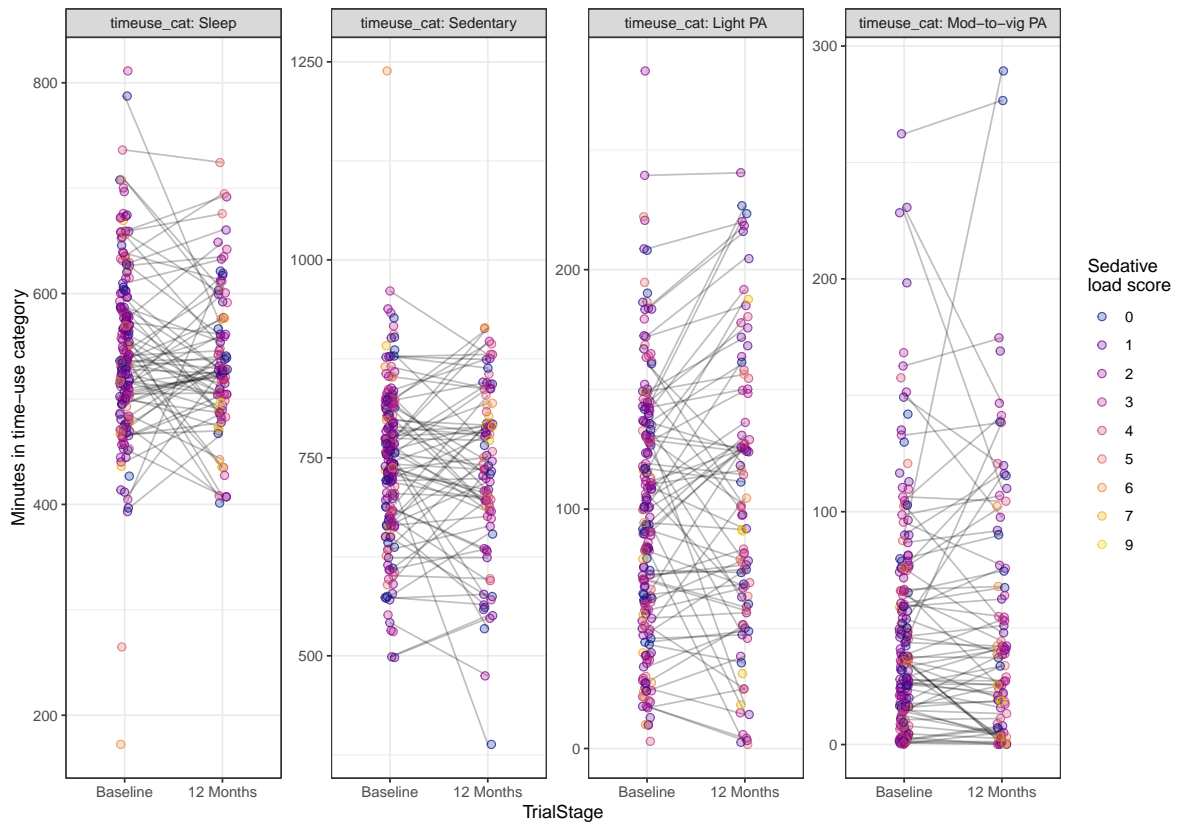 timeuse_cat: Sleep
timeuse_cat: Sedentary
timeuse_cat: Light PA
timeuse_cat: Mod−to−vig PA
Minutes in time−use category
800
600
400
200
1250
1000
750
500
200
100
0
300
200
100
0
Baseline
12 Months
Baseline
12 Months
Baseline
12 Months
Baseline
12 Months
TrialStage
Sedative
load score
0
1
2
3
4
5
6
7
9